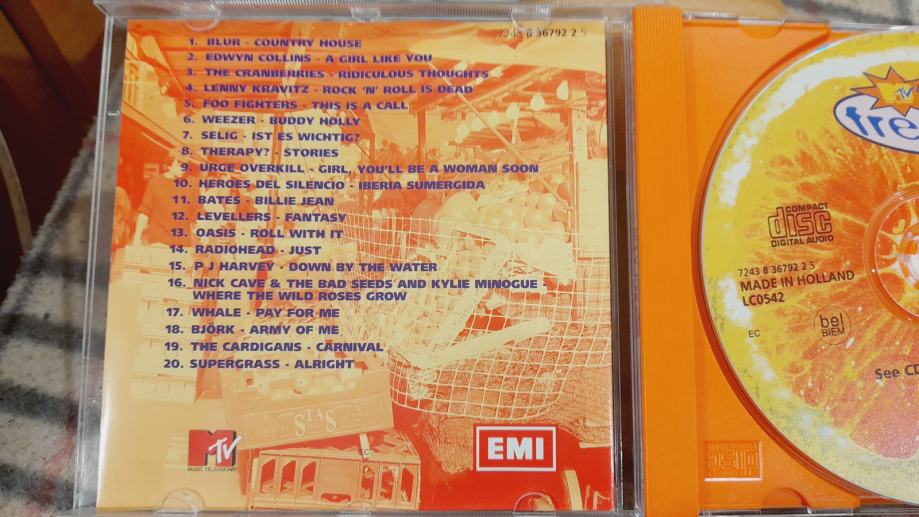 7243 8 36792 2 5
1. BLUR - COUNTRY HOUSE
2. EDWYN COLLINS - A GIRL LIKE YOU
3. THE CRANBERRIES - RIDICULOUS THOUGHTS
4. LENNY KRAVITZ - ROCK 'N' ROLL IS DEAD
5. FOO FIGHTERS - THIS IS A CALL
6. WEEZER - BUDDY HOLLY
7. SELIG - IST ES WICHTIG?
8. THERAPY? - STORIES
9. URGE OVERKILL - GIRL, YOU'LL BE A WOMAN SOON
10. HEROES DEL SILENCIO - IBERIA SUMERGIDA
11. BATES - BILLIE JEAN
12. LEVELLERS - FANTASY
13. OASIS - ROLL WITH IT
14. RADIOHEAD - JUST
15. P J HARVEY - DOWN BY THE WATER
16. NICK CAVE & THE BAD SEEDS AND KYLIE MINOGUE -
WHERE THE WILD ROSES GROW
17. WHALE - PAY FOR ME
18. BJÖRK - ARMY OF ME
19. THE CARDIGANS - CARNIVAL
20. SUPERGRASS - ALRIGHT
STAS
MTV
MUSIC TELEVISION
EMI
MTV
fre
COMPACT
disc
DIGITAL AUDIO
7243 8 36792 2 5
MADE IN HOLLAND
LC0542
EC
bel
BIEM
See CD